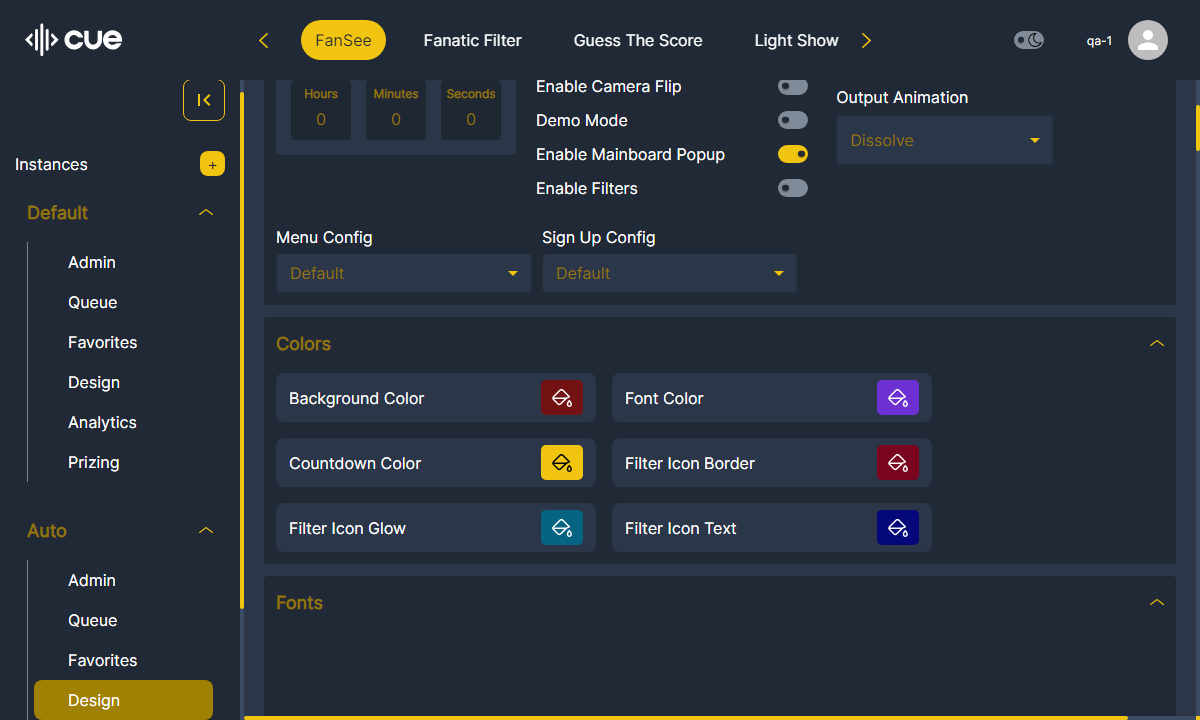 cue
FanSee
Fanatic Filter
Guess The Score
Light Show
qa-1
Instances
+
Default
Admin
Queue
Favorites
Design
Analytics
Prizing
Auto
Admin
Queue
Favorites
Design
Hours
Minutes
Seconds
0
0
0
Enable Camera Flip
Demo Mode
Enable Mainboard Popup
Enable Filters
Output Animation
Dissolve
Menu Config
Default
Sign Up Config
Default
Colors
Background Color
Font Color
Countdown Color
Filter Icon Border
Filter Icon Glow
Filter Icon Text
Fonts